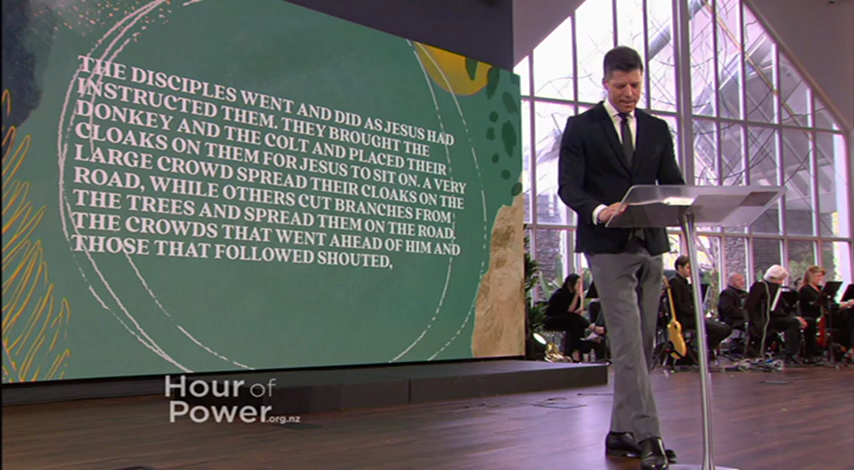 THE DISCIPLES WENT AND DID AS JESUS HAD
INSTRUCTED THEM. THEY BROUGHT THE
DONKEY AND THE COLT AND PLACED THEIR
CLOAKS ON THEM FOR JESUS TO SIT ON. A VERY
LARGE CROWD SPREAD THEIR CLOAKS ON THE
ROAD, WHILE OTHERS CUT BRANCHES FROM
THE TREES AND SPREAD THEM ON THE ROAD.
THE CROWDS THAT WENT AHEAD OF HIM AND
THOSE THAT FOLLOWED SHOUTED,
Hour of
Power.org.nz